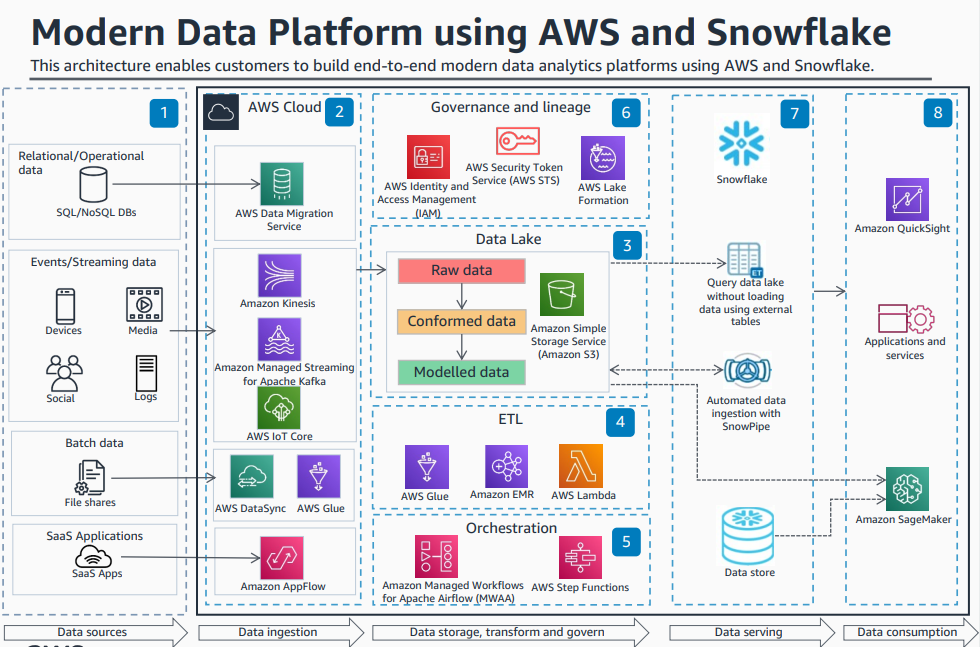 Modern Data Platform using AWS and Snowflake
This architecture enables customers to build end-to-end modern data analytics platforms using AWS and Snowflake.
1
Relational/Operational
data
SQL/NoSQL DBs
Events/Streaming data
Devices
Media
Social
Logs
Batch data
File shares
SaaS Applications
SaaS Apps
AWS Cloud
2
AWS Data Migration
Service
Amazon Kinesis
Amazon Managed Streaming
for Apache Kafka
AWS IoT Core
AWS DataSync
AWS Glue
Amazon AppFlow
Governance and lineage
6
AWS Identity and
Access Management
(IAM)
AWS Security Token
Service (AWS STS)
AWS Lake
Formation
Data Lake
3
Raw data
Conformed data
Modelled data
Amazon Simple
Storage Service
(Amazon S3)
ETL
4
AWS Glue
Amazon EMR
AWS Lambda
Orchestration
5
Amazon Managed Workflows
for Apache Airflow (MWAA)
AWS Step Functions
7
Snowflake
ET
Query data lake
without loading
data using external
tables
Automated data
ingestion with
SnowPipe
Data store
8
Amazon QuickSight
Applications and
services
Amazon SageMaker
Data sources
Data ingestion
Data storage, transform and govern
Data serving
Data consumption